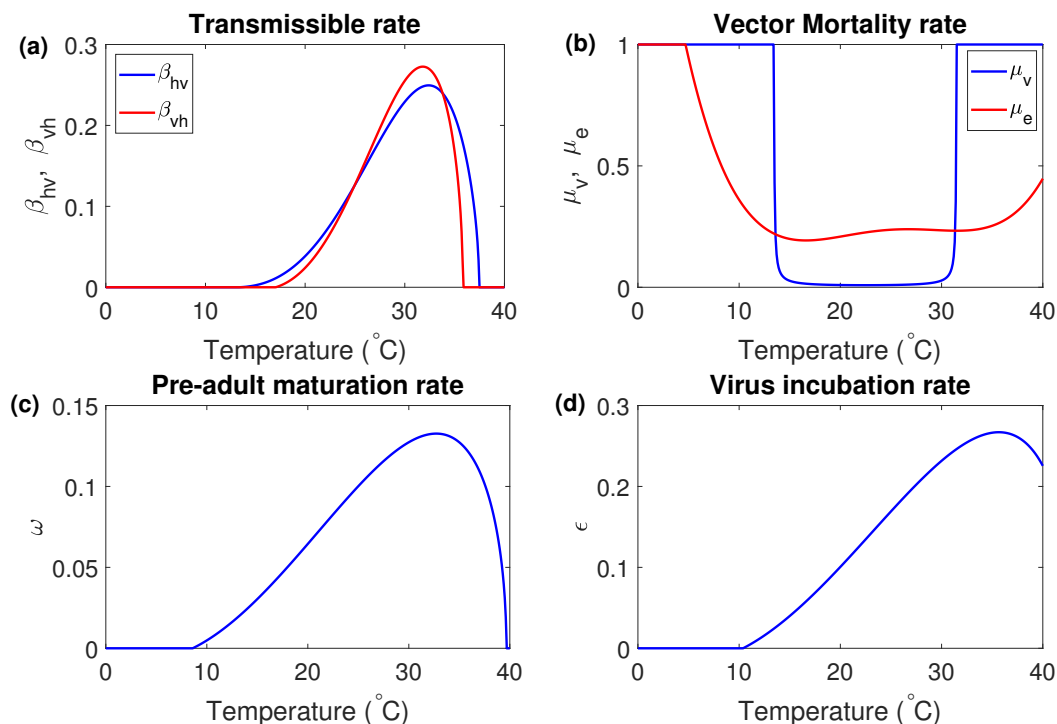 (a)
Transmissible rate
β_hv, β_vh
0.3
0.2
0.1
0
β_hv
β_vh
0 10 20 30 40
Temperature (°C)
(b)
Vector Mortality rate
μ_v, μ_e
1
0.5
0
μ_v
μ_e
0 10 20 30 40
Temperature (°C)
(c)
Pre-adult maturation rate
ω
0.15
0.1
0.05
0
0 10 20 30 40
Temperature (°C)
(d)
Virus incubation rate
ϵ
0.3
0.2
0.1
0
0 10 20 30 40
Temperature (°C)